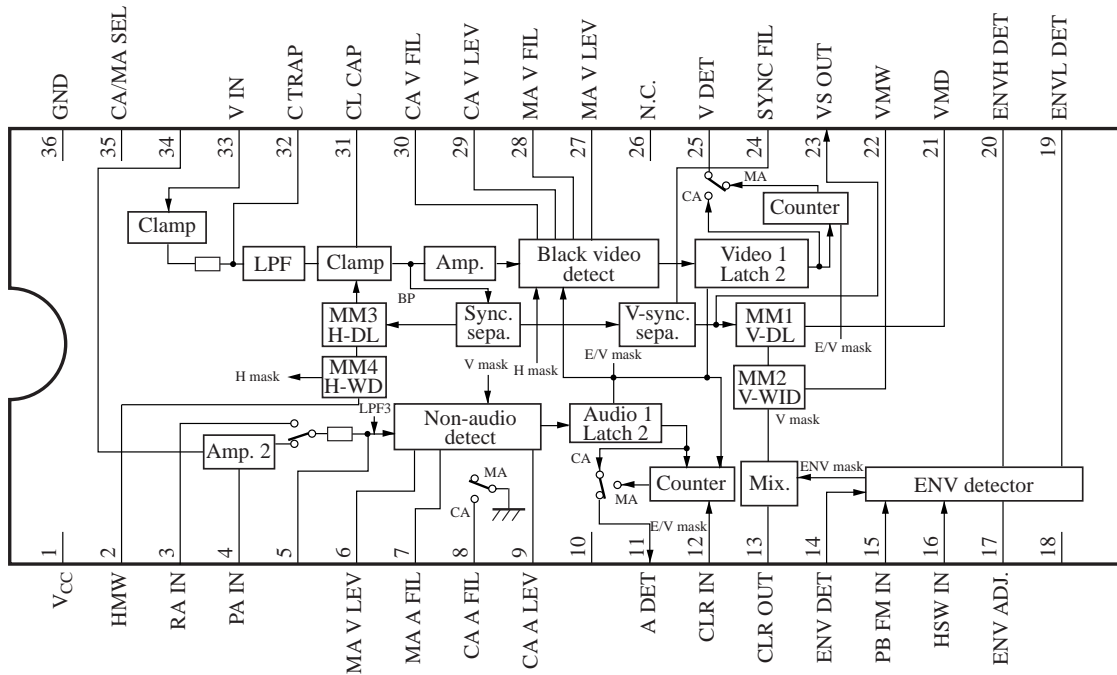 GND
CA/MA SEL
V IN
C TRAP
CL CAP
CA V FIL
CA V LEV
MA V FIL
MA V LEV
N.C.
V DET
SYNC FIL
VS OUT
VMW
VMD
ENVH DET
ENVL DET
36
35
34
33
32
31
30
29
28
27
26
25
24
23
22
21
20
19
MA
CA
Counter
Clamp
LPF
Clamp
Amp.
Black video
detect
Video 1
Latch 2
BP
MM3
H-DL
Sync.
sepa.
V-sync.
sepa.
MM1
V-DL
E/V mask
E/V mask
V mask
H mask
H mask
MM4
H-WD
MM2
V-WID
V mask
LPF3
Non-audio
detect
Audio 1
Latch 2
Amp. 2
CA
MA
CA
MA
Counter
Mix.
ENV mask
ENV detector
E/V mask
1
2
3
4
5
6
7
8
9
10
11
12
13
14
15
16
17
18
VCC
HMW
RA IN
PA IN
MA V LEV
MA A FIL
CA A FIL
CA A LEV
A DET
CLR IN
CLR OUT
ENV DET
PB FM IN
HSW IN
ENV ADJ.